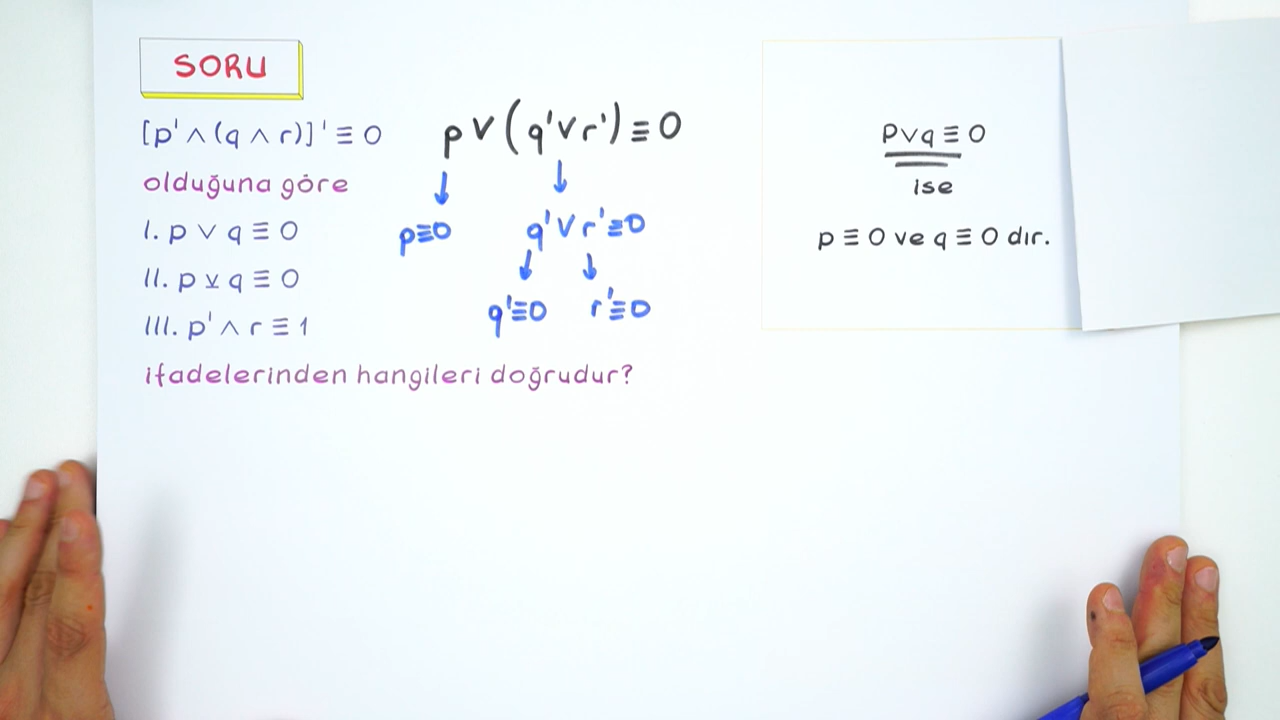 SORU
[p' ∧ (q ∧ r)]' ≡ 0
olduğuna göre
I. p ∨ q ≡ 0
II. p ⊻ q ≡ 0
III. p' ∧ r ≡ 1
ifadelerinden hangileri doğrudur?
p ∨ (q' ∨ r') ≡ 0
↓ ↓
p≡0 q' ∨ r' ≡0
↓ ↓
q'≡0 r'≡0
p∨q ≡ 0
ise
p ≡ 0 ve q ≡ 0 dır.